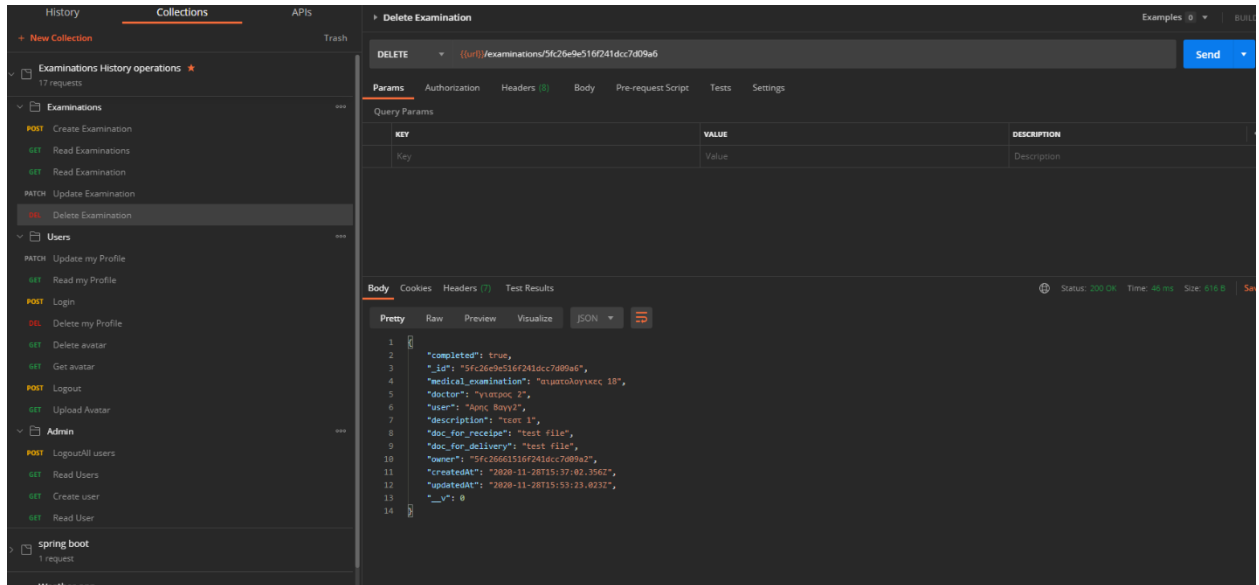 History Collections APIs
+ New Collection Trash
Examinations History operations ★
17 requests
Examinations
POST Create Examination
GET Read Examinations
GET Read Examination
PATCH Update Examination
DEL Delete Examination
Users
PATCH Update my Profile
GET Read my Profile
POST Login
DEL Delete my Profile
GET Delete avatar
GET Get avatar
POST Logout
GET Upload Avatar
Admin
POST LogoutAll users
GET Read Users
GET Create user
GET Read User
spring boot
1 request
Delete Examination Examples 0 BUILD
DELETE {{url}}/examinations/5fc26e9e516f241dcc7d09a6 Send
Params Authorization Headers (8) Body Pre-request Script Tests Settings
Query Params
KEY VALUE DESCRIPTION
Key Value Description
Body Cookies Headers (7) Test Results Status: 200 OK Time: 46 ms Size: 616 B
Pretty Raw Preview Visualize JSON
1 {
2 "completed": true,
3 "_id": "5fc26e9e516f241dcc7d09a6",
4 "medical_examination": "αιματολογικες 18",
5 "doctor": "γιατρος 2",
6 "user": "Αρης Βαγγ2",
7 "description": "τεστ 1",
8 "doc_for_receipe": "test file",
9 "doc_for_delivery": "test file",
10 "owner": "5fc26661516f241dcc7d09a2",
11 "createdAt": "2020-11-28T15:37:02.356Z",
12 "updatedAt": "2020-11-28T15:53:23.023Z",
13 "__v": 0
14 }